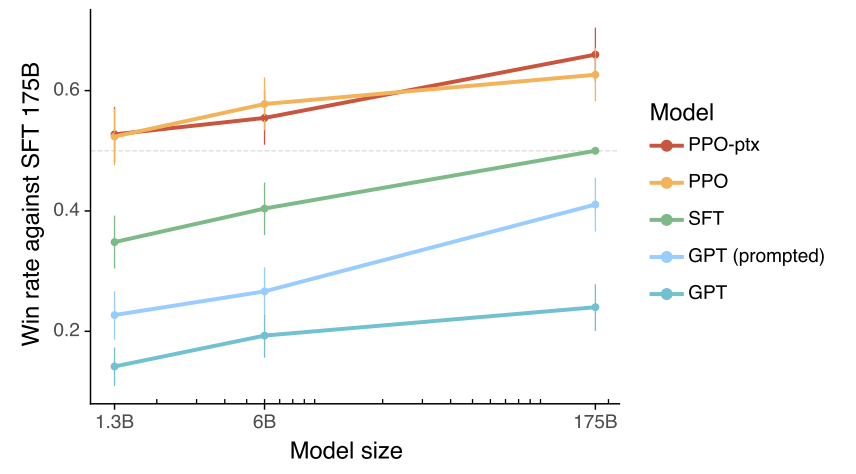 Win rate against SFT 175B
0.6
0.4
0.2
1.3B
6B
175B
Model size
Model
PPO-ptx
PPO
SFT
GPT (prompted)
GPT